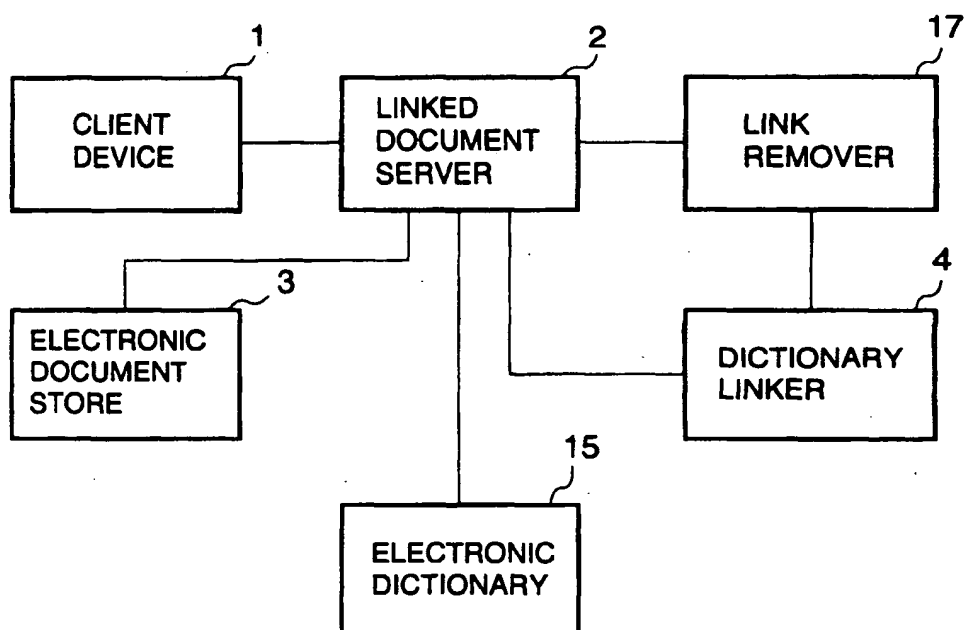 1
CLIENT
DEVICE
2
LINKED
DOCUMENT
SERVER
17
LINK
REMOVER
3
ELECTRONIC
DOCUMENT
STORE
4
DICTIONARY
LINKER
15
ELECTRONIC
DICTIONARY